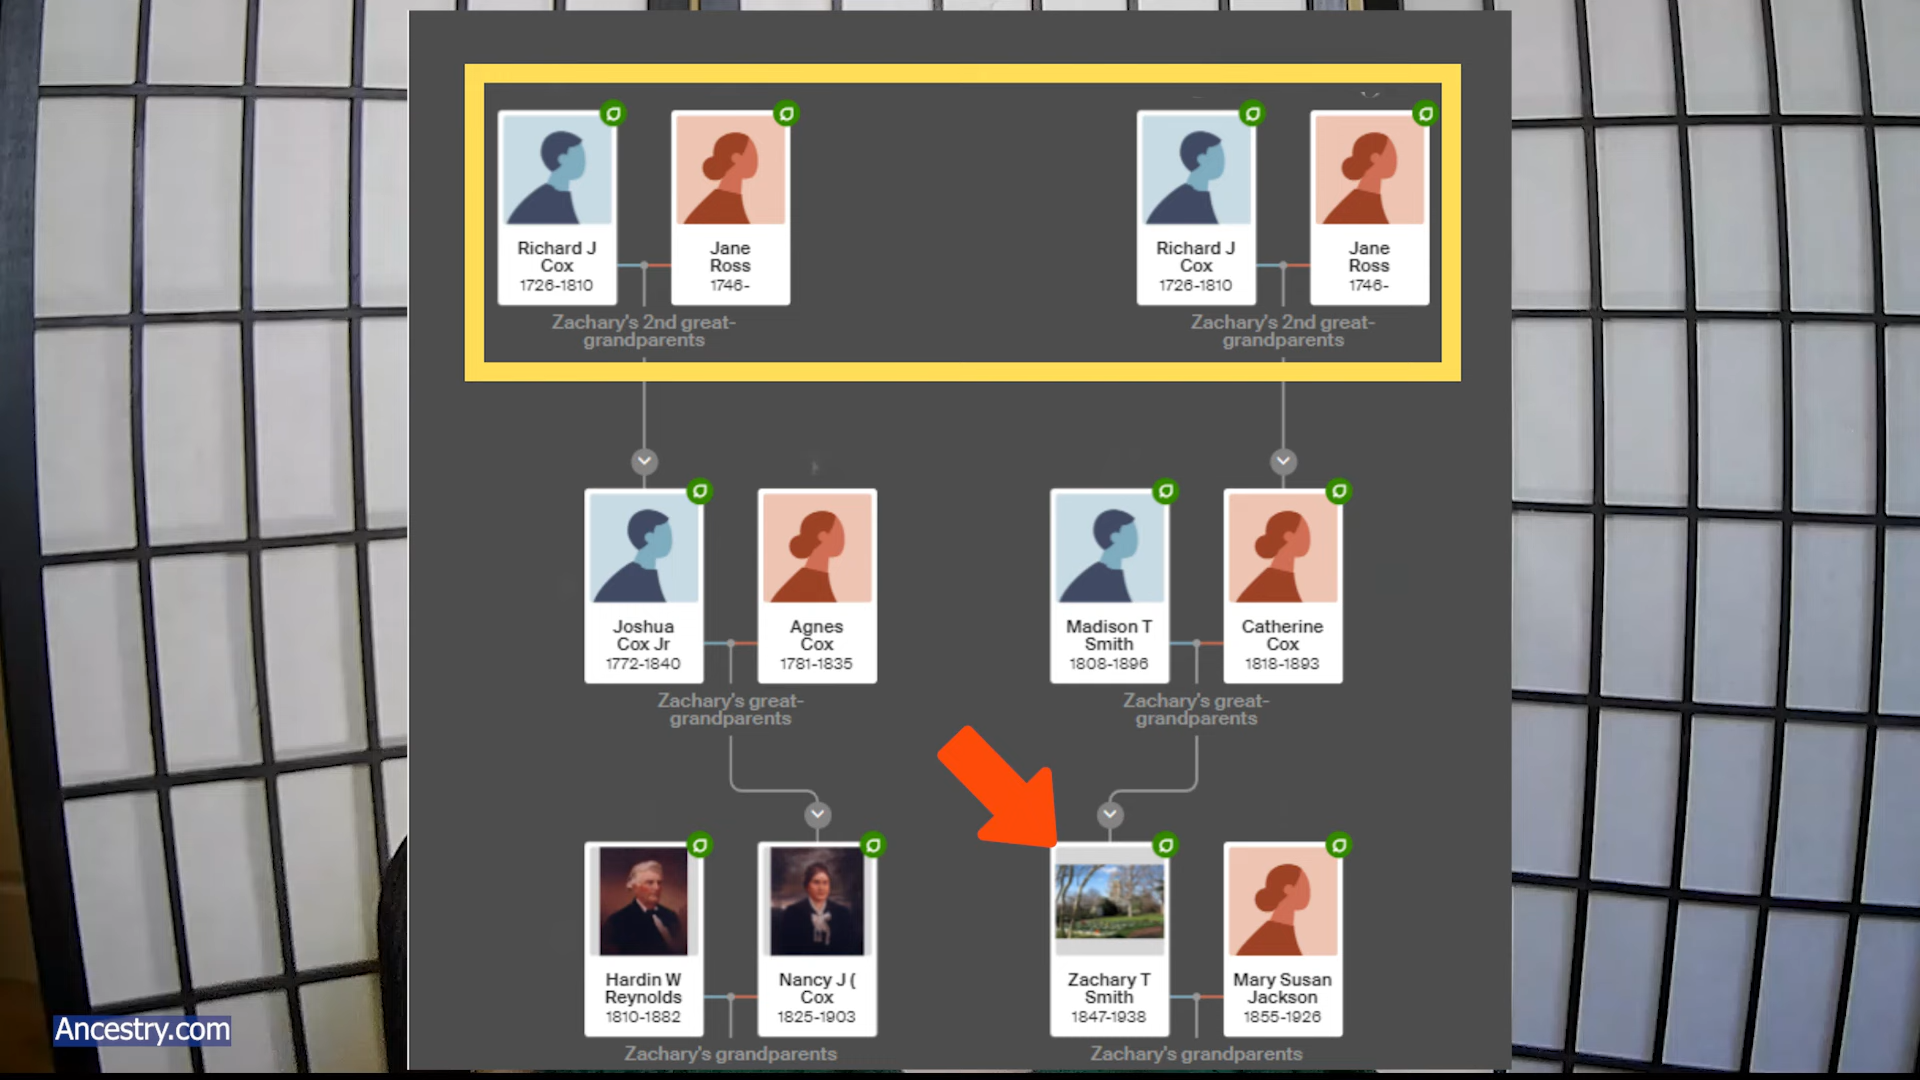 Richard J
Cox
1726-1810
Jane
Ross
1746-
Richard J
Cox
1726-1810
Jane
Ross
1746-
Zachary's 2nd great-
grandparents
Zachary's 2nd great-
grandparents
Joshua
Cox Jr
1772-1840
Agnes
Cox
1781-1835
Madison T
Smith
1808-1896
Catherine
Cox
1818-1893
Zachary's great-
grandparents
Zachary's great-
grandparents
Hardin W
Reynolds
1810-1882
Nancy J (
Cox
1825-1903
Zachary T
Smith
1847-1938
Mary Susan
Jackson
1855-1926
Zachary's grandparents
Zachary's grandparents
Ancestry.com